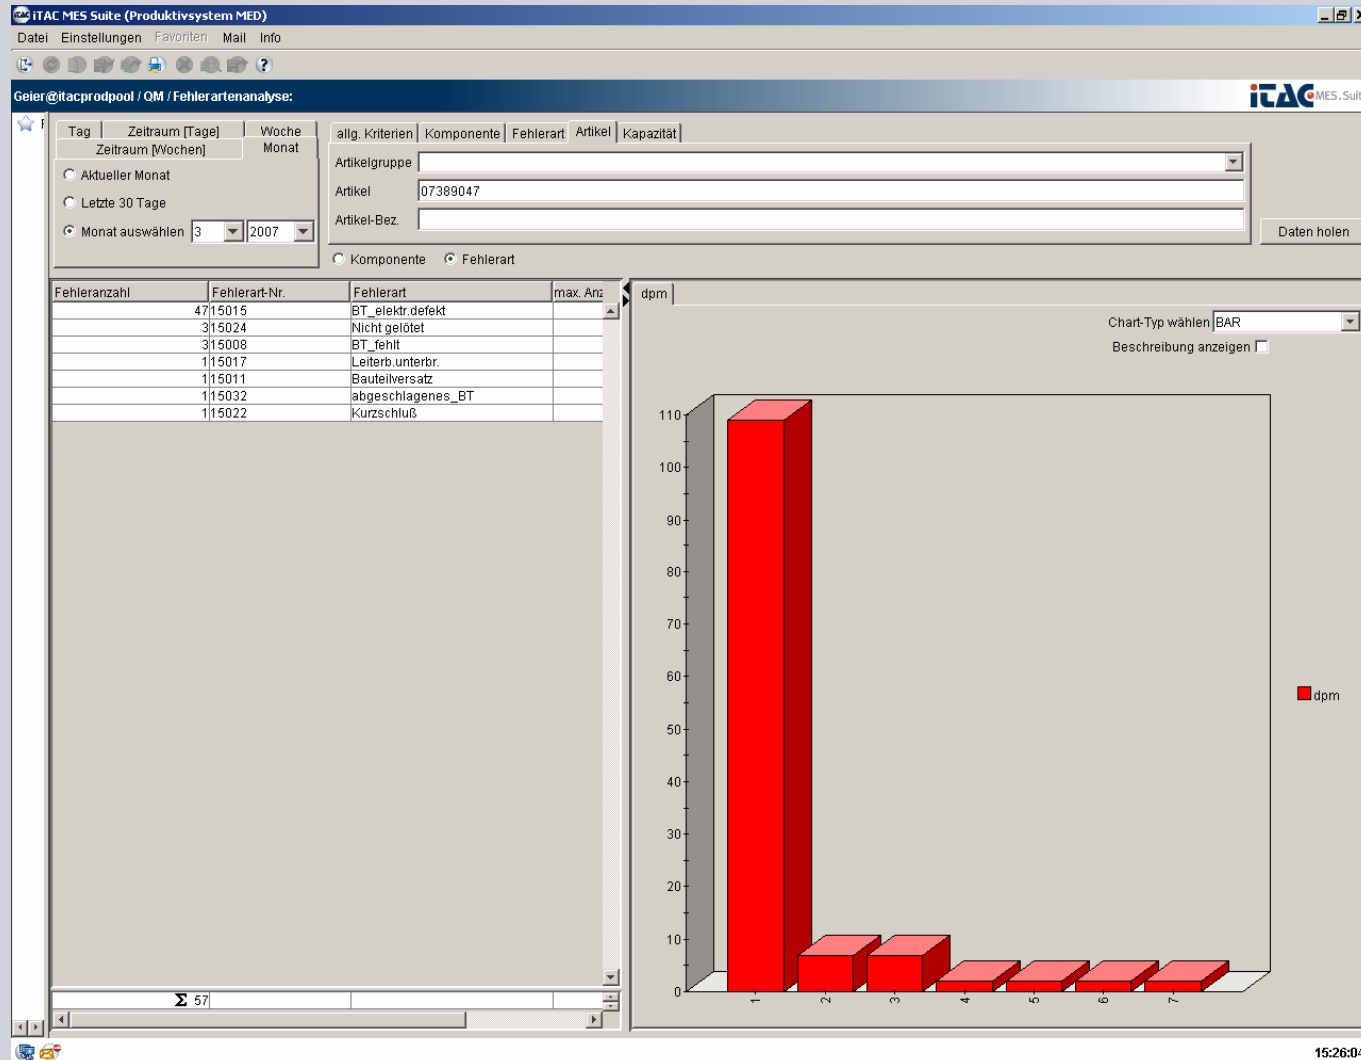 iTAC MES Suite (Produktivsystem MED)
Datei Einstellungen Favoriten Mail Info
Geier@itacprodpool / QM / Fehlerartenanalyse:
iTAC MES.Suit
Tag Zeitraum [Tage] Woche
Zeitraum [Wochen] Monat
Aktueller Monat
Letzte 30 Tage
Monat auswählen 3 2007
allg. Kriterien Komponente Fehlerart Artikel Kapazität
Artikelgruppe
Artikel 07389047
Artikel-Bez.
Daten holen
Komponente Fehlerart
Fehleranzahl Fehlerart-Nr. Fehlerart max. Anz
47 15015 BT_elektr.defekt
3 15024 Nicht gelötet
3 15008 BT_fehlt
1 15017 Leiterb.unterbr.
1 15011 Bauteilversatz
1 15032 abgeschlagenes_BT
1 15022 Kurzschluß
Σ 57
dpm
Chart-Typ wählen BAR
Beschreibung anzeigen
110
100
90
80
70
60
50
40
30
20
10
0
1 2 3 4 5 6 7
dpm
15:26:04